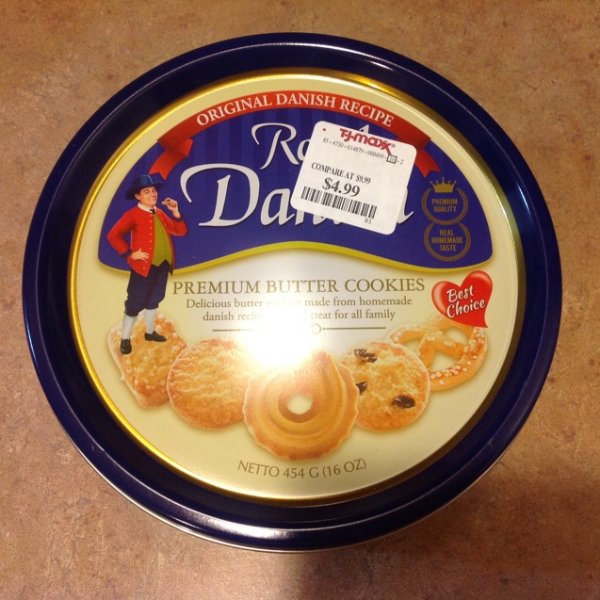 ORIGINAL DANISH RECIPE
T.J.maxx
COMPARE AT $9.99
$4.99
PREMIUM
QUALITY
REAL
HOMEMADE
TASTE
PREMIUM BUTTER COOKIES
Delicious butter made from homemade
danish treat for all family
Best
Choice
NETTO 454 G (16 OZ)